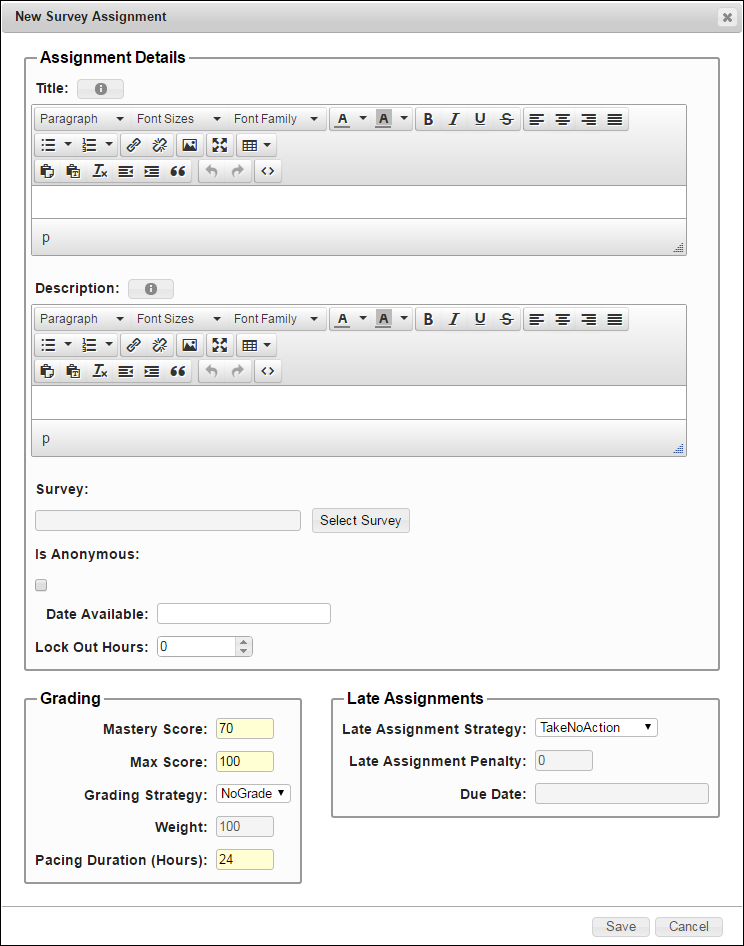 New Survey Assignment
Assignment Details
Title:
Paragraph Font Sizes Font Family A A B I U S
p
Description:
Paragraph Font Sizes Font Family A A B I U S
p
Survey:
Select Survey
Is Anonymous:
Date Available:
Lock Out Hours: 0
Grading
Mastery Score: 70
Max Score: 100
Grading Strategy: NoGrade
Weight: 100
Pacing Duration (Hours): 24
Late Assignments
Late Assignment Strategy: TakeNoAction
Late Assignment Penalty: 0
Due Date:
Save Cancel